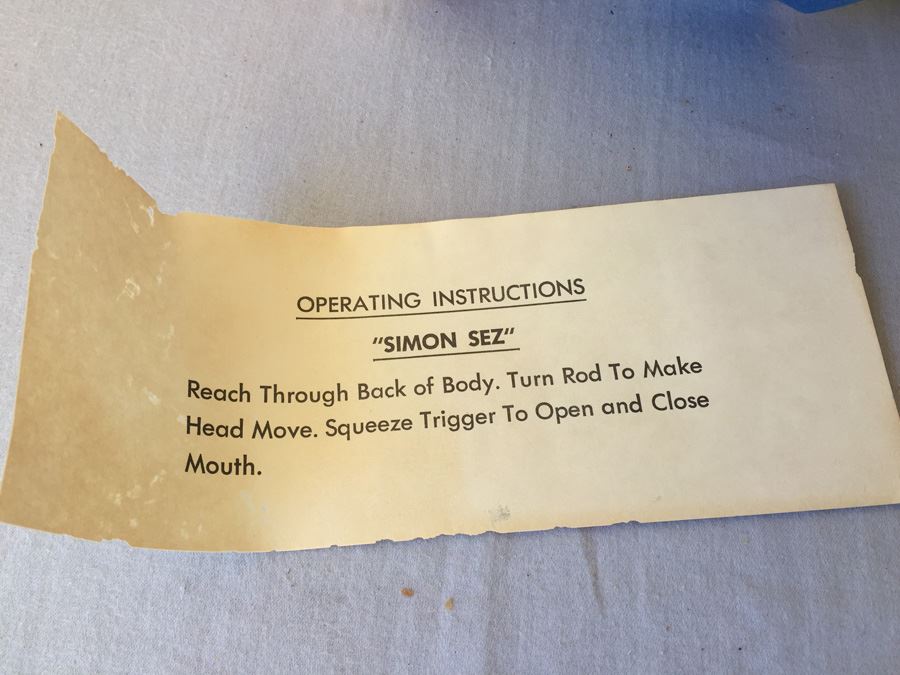 OPERATING INSTRUCTIONS
"SIMON SEZ"
Reach Through Back of Body. Turn Rod To Make
Head Move. Squeeze Trigger To Open and Close
Mouth.